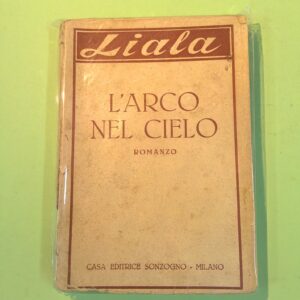 Liala
L'ARCO
NEL CIELO
ROMANZO
CASA EDITRICE SONZOGNO - MILANO